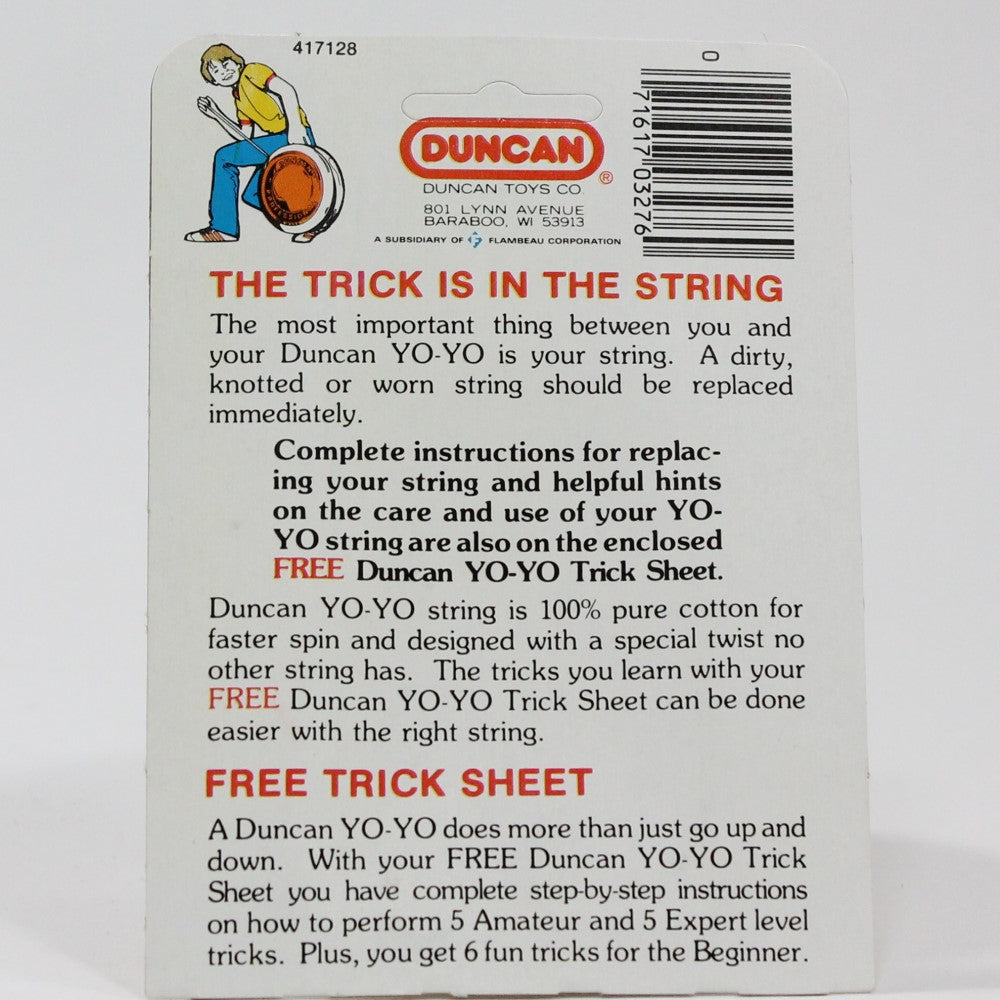 417128
0
71617 03276
DUNCAN
®
DUNCAN TOYS CO.
801 LYNN AVENUE
BARABOO, WI 53913
A SUBSIDIARY OF FLAMBEAU CORPORATION
THE TRICK IS IN THE STRING
The most important thing between you and
your Duncan YO-YO is your string. A dirty,
knotted or worn string should be replaced
immediately.
Complete instructions for replac-
ing your string and helpful hints
on the care and use of your YO-
YO string are also on the enclosed
FREE Duncan YO-YO Trick Sheet.
Duncan YO-YO string is 100% pure cotton for
faster spin and designed with a special twist no
other string has. The tricks you learn with your
FREE Duncan YO-YO Trick Sheet can be done
easier with the right string.
FREE TRICK SHEET
A Duncan YO-YO does more than just go up and
down. With your FREE Duncan YO-YO Trick
Sheet you have complete step-by-step instructions
on how to perform 5 Amateur and 5 Expert level
tricks. Plus, you get 6 fun tricks for the Beginner.